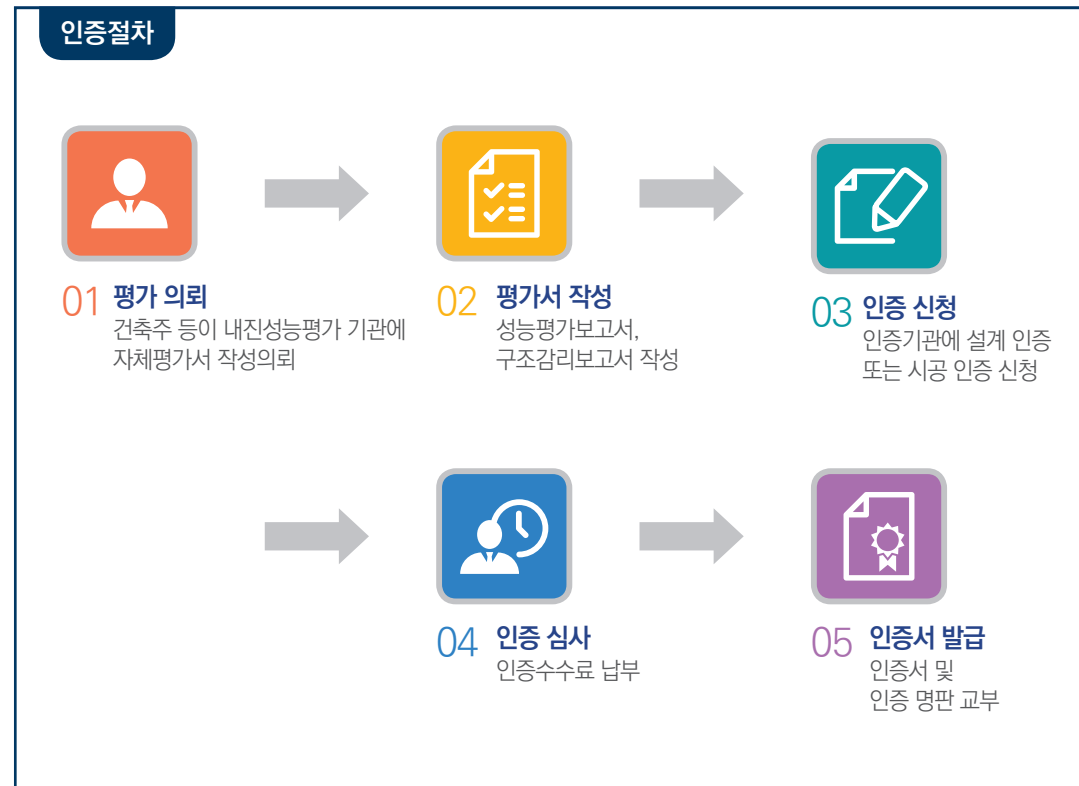 인증절차
01 평가 의뢰
건축주 등이 내진성능평가 기관에
자체평가서 작성의뢰
02 평가서 작성
성능평가보고서,
구조감리보고서 작성
03 인증 신청
인증기관에 설계 인증
또는 시공 인증 신청
04 인증 심사
인증수수료 납부
05 인증서 발급
인증서 및
인증 명판 교부